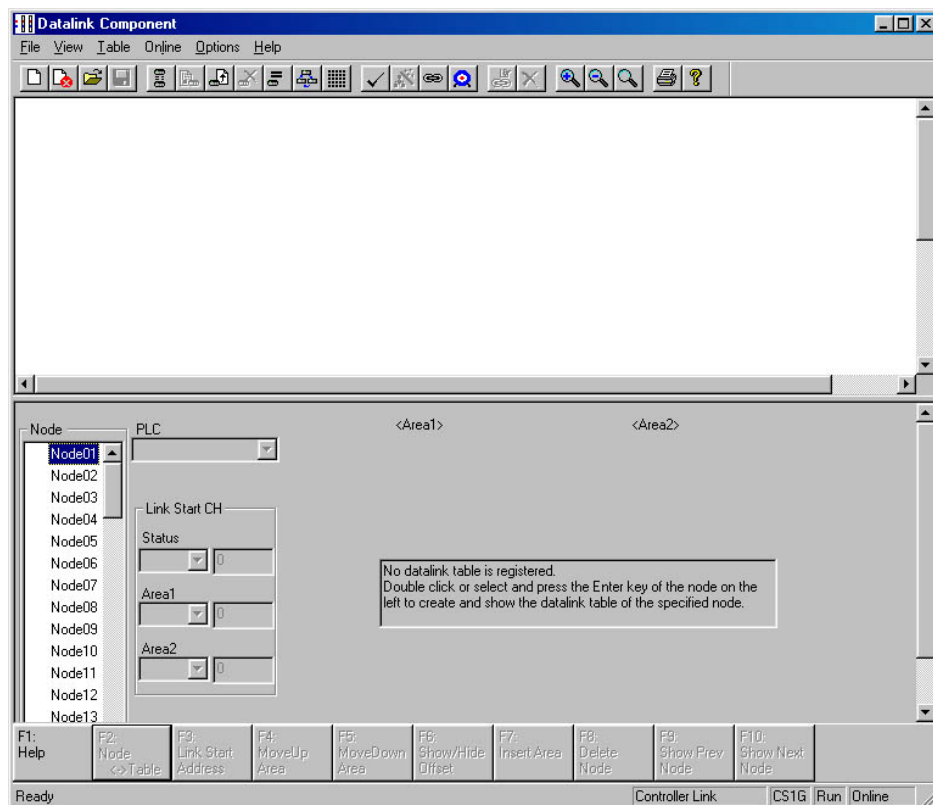 Datalink Component
File View Table Online Options Help
<Area1> <Area2>
Node PLC
Node01
Node02
Node03
Node04
Node05
Node06
Node07
Node08
Node09
Node10
Node11
Node12
Node13
Link Start CH
Status
0
Area1
0
Area2
0
No datalink table is registered.
Double click or select and press the Enter key of the node on the
left to create and show the datalink table of the specified node.
F1:
Help
F2:
Node
<->Table
F3:
Link Start
Address
F4:
MoveUp
Area
F5:
MoveDown
Area
F6:
Show/Hide
Offset
F7:
Insert Area
F8:
Delete
Node
F9:
Show Prev
Node
F10:
Show Next
Node
Ready Controller Link CS1G Run Online